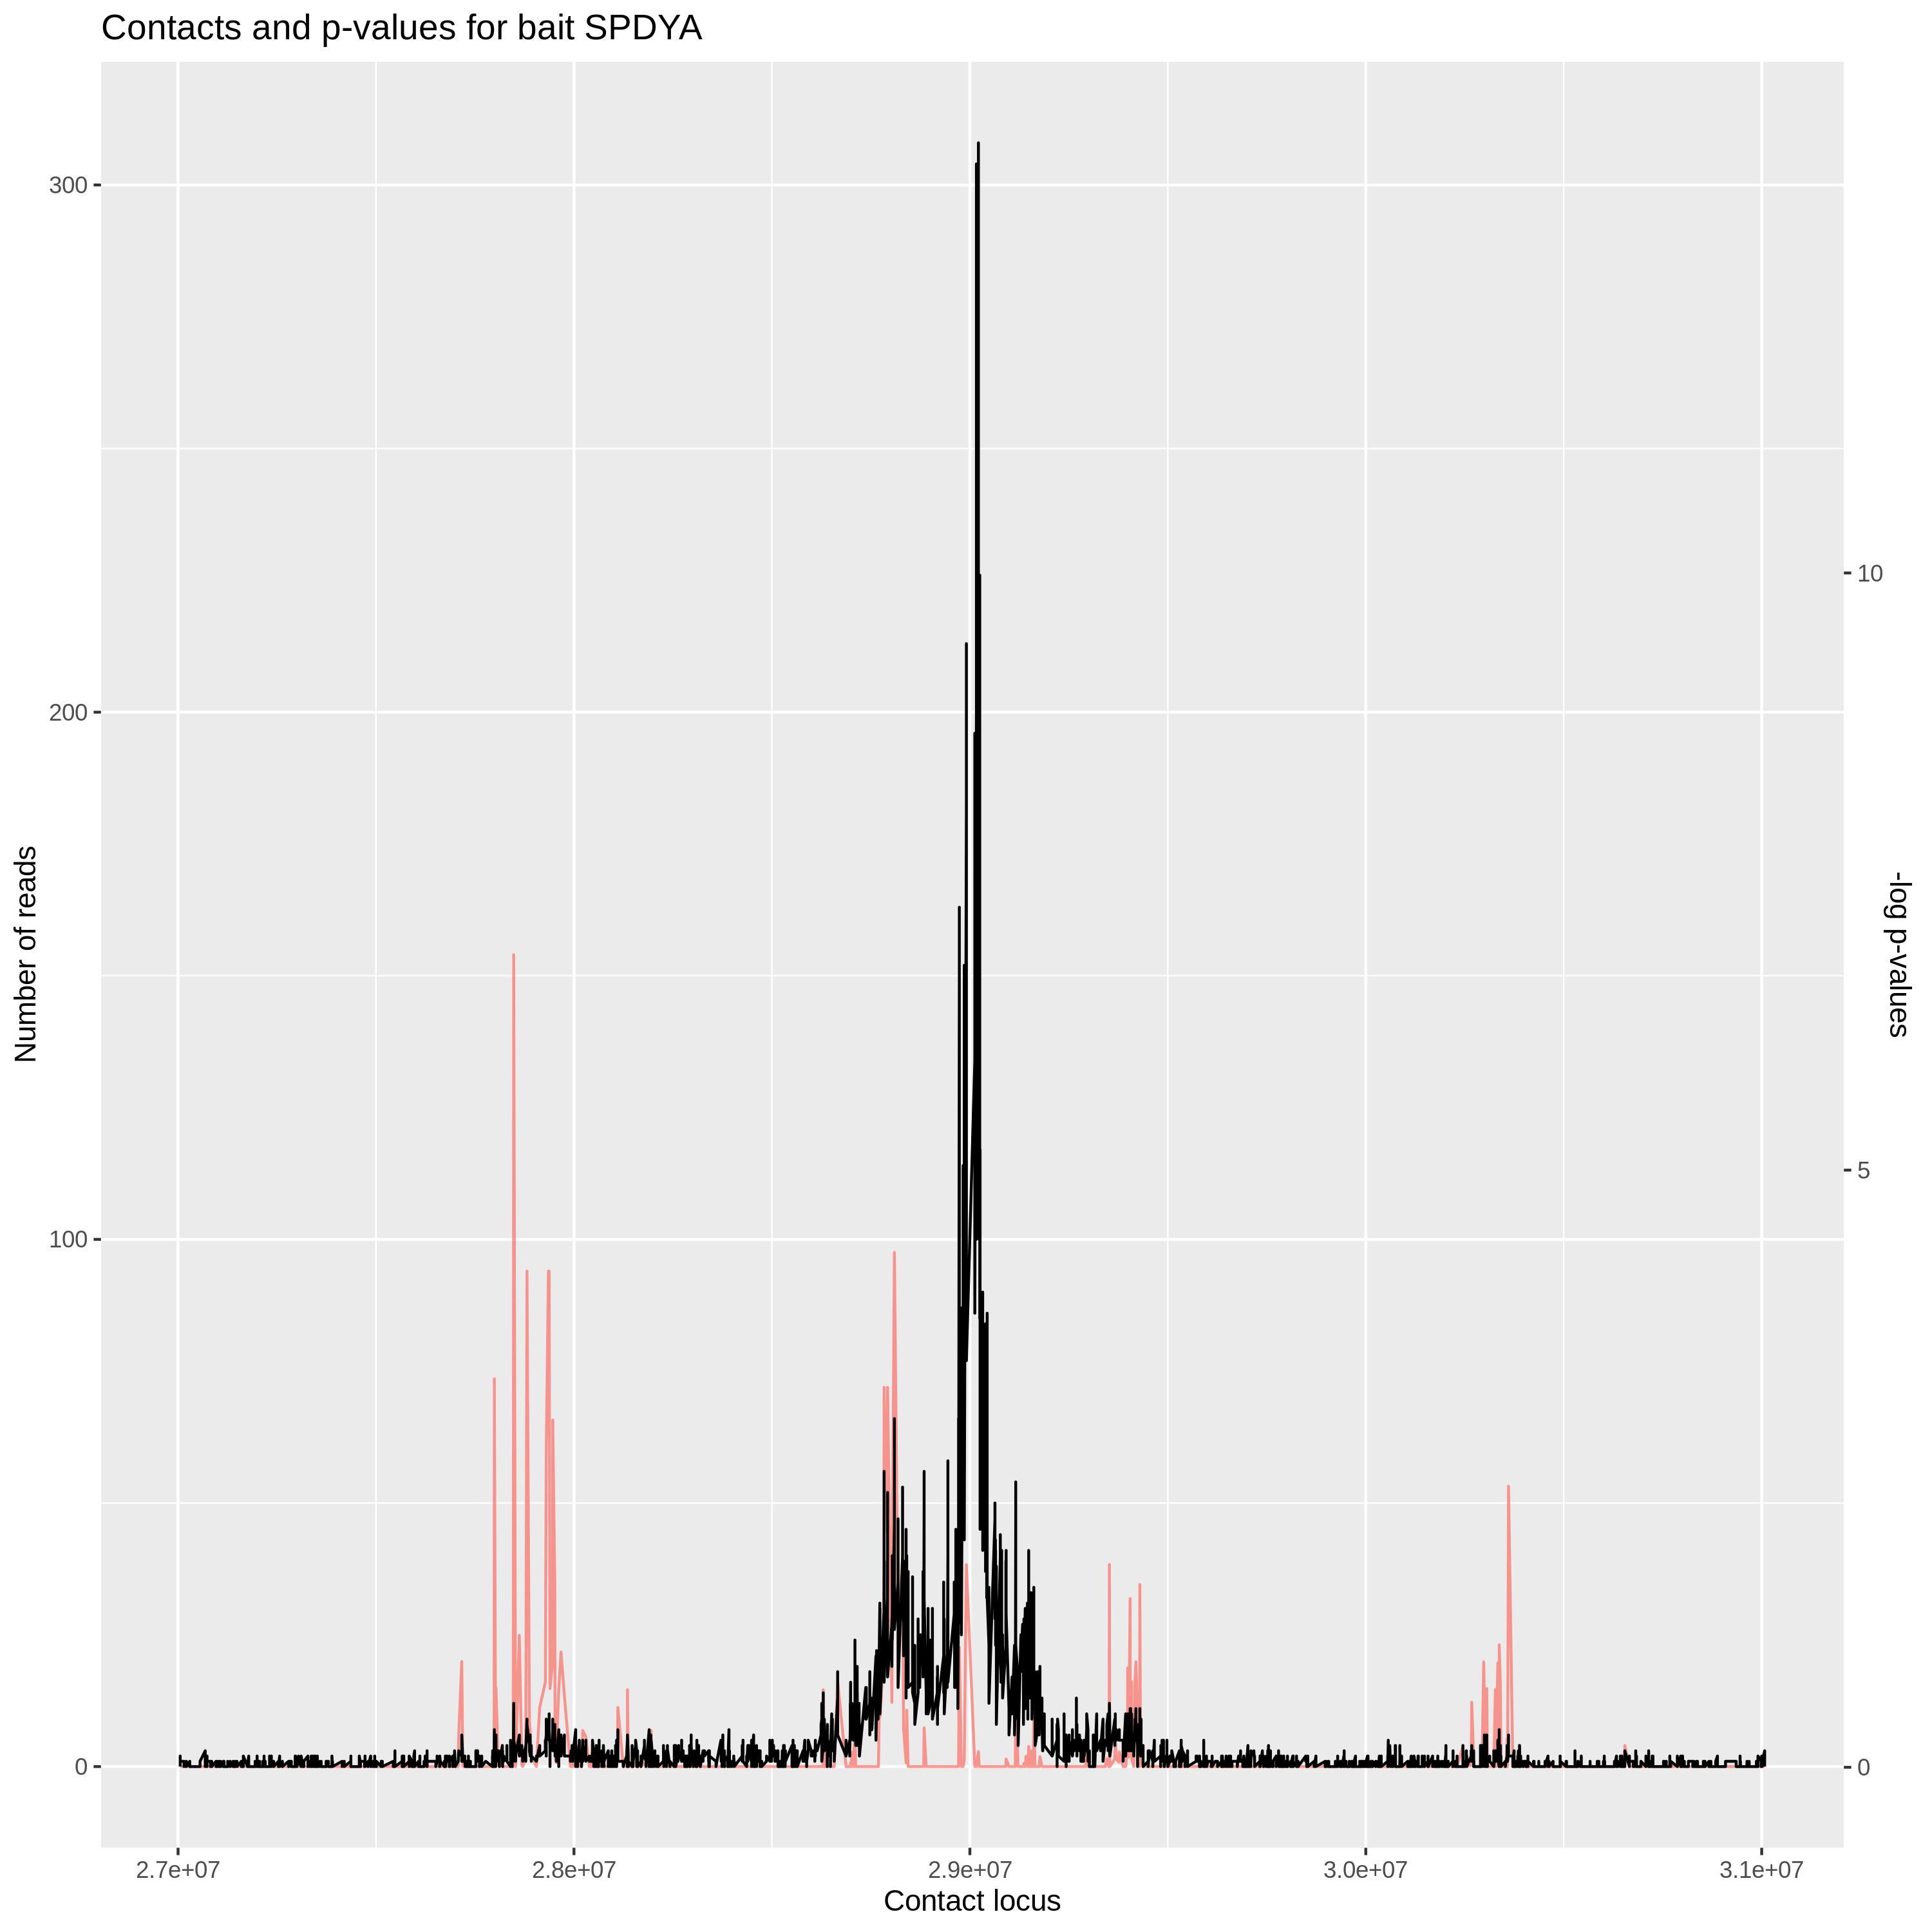 Contacts and p-values for bait SPDYA
300
200
100
0
Number of reads
10
5
0
-log p-values
2.7e+07 2.8e+07 2.9e+07 3.0e+07 3.1e+07
Contact locus